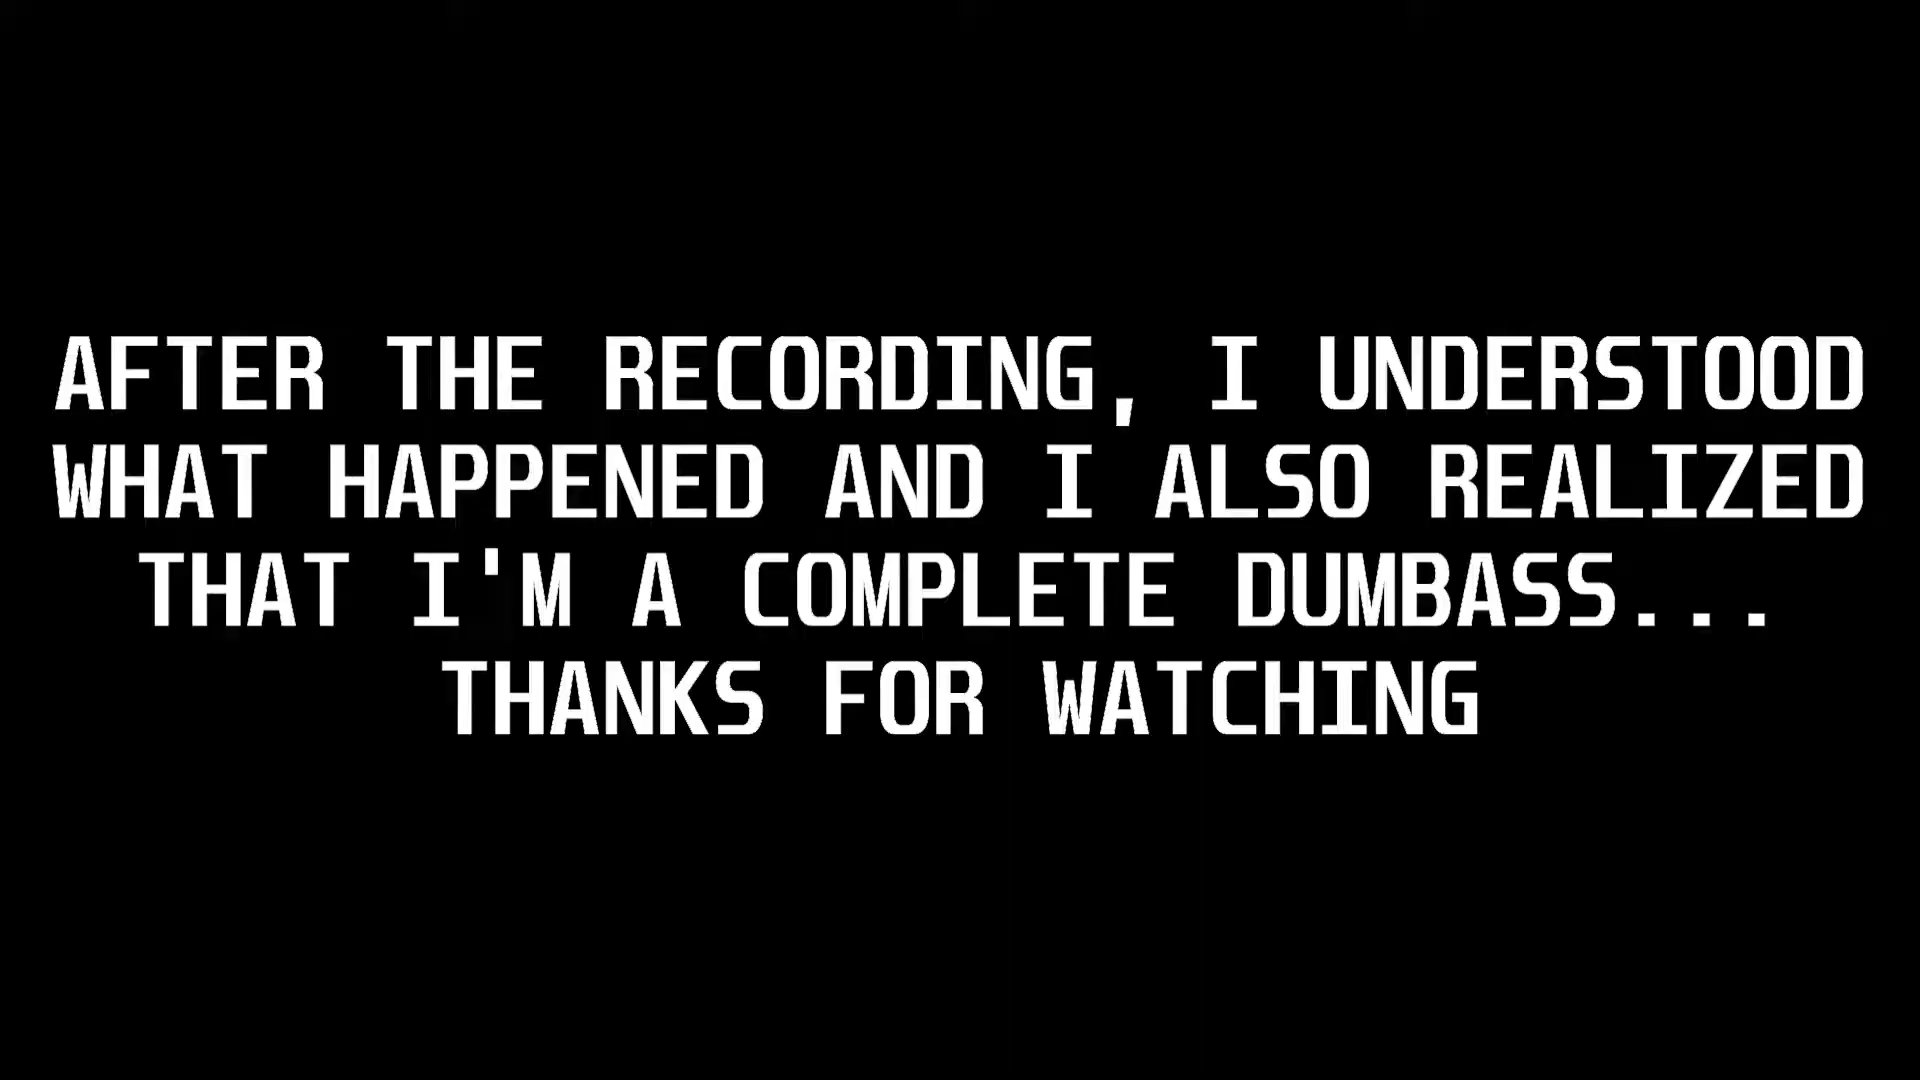 AFTER THE RECORDING, I UNDERSTOOD
WHAT HAPPENED AND I ALSO REALIZED
THAT I'M A COMPLETE DUMBASS...
THANKS FOR WATCHING